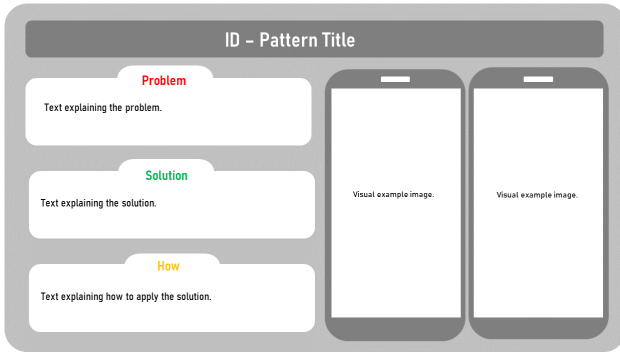 ID – Pattern Title
Problem
Text explaining the problem.
Solution
Text explaining the solution.
How
Text explaining how to apply the solution.
Visual example image.
Visual example image.